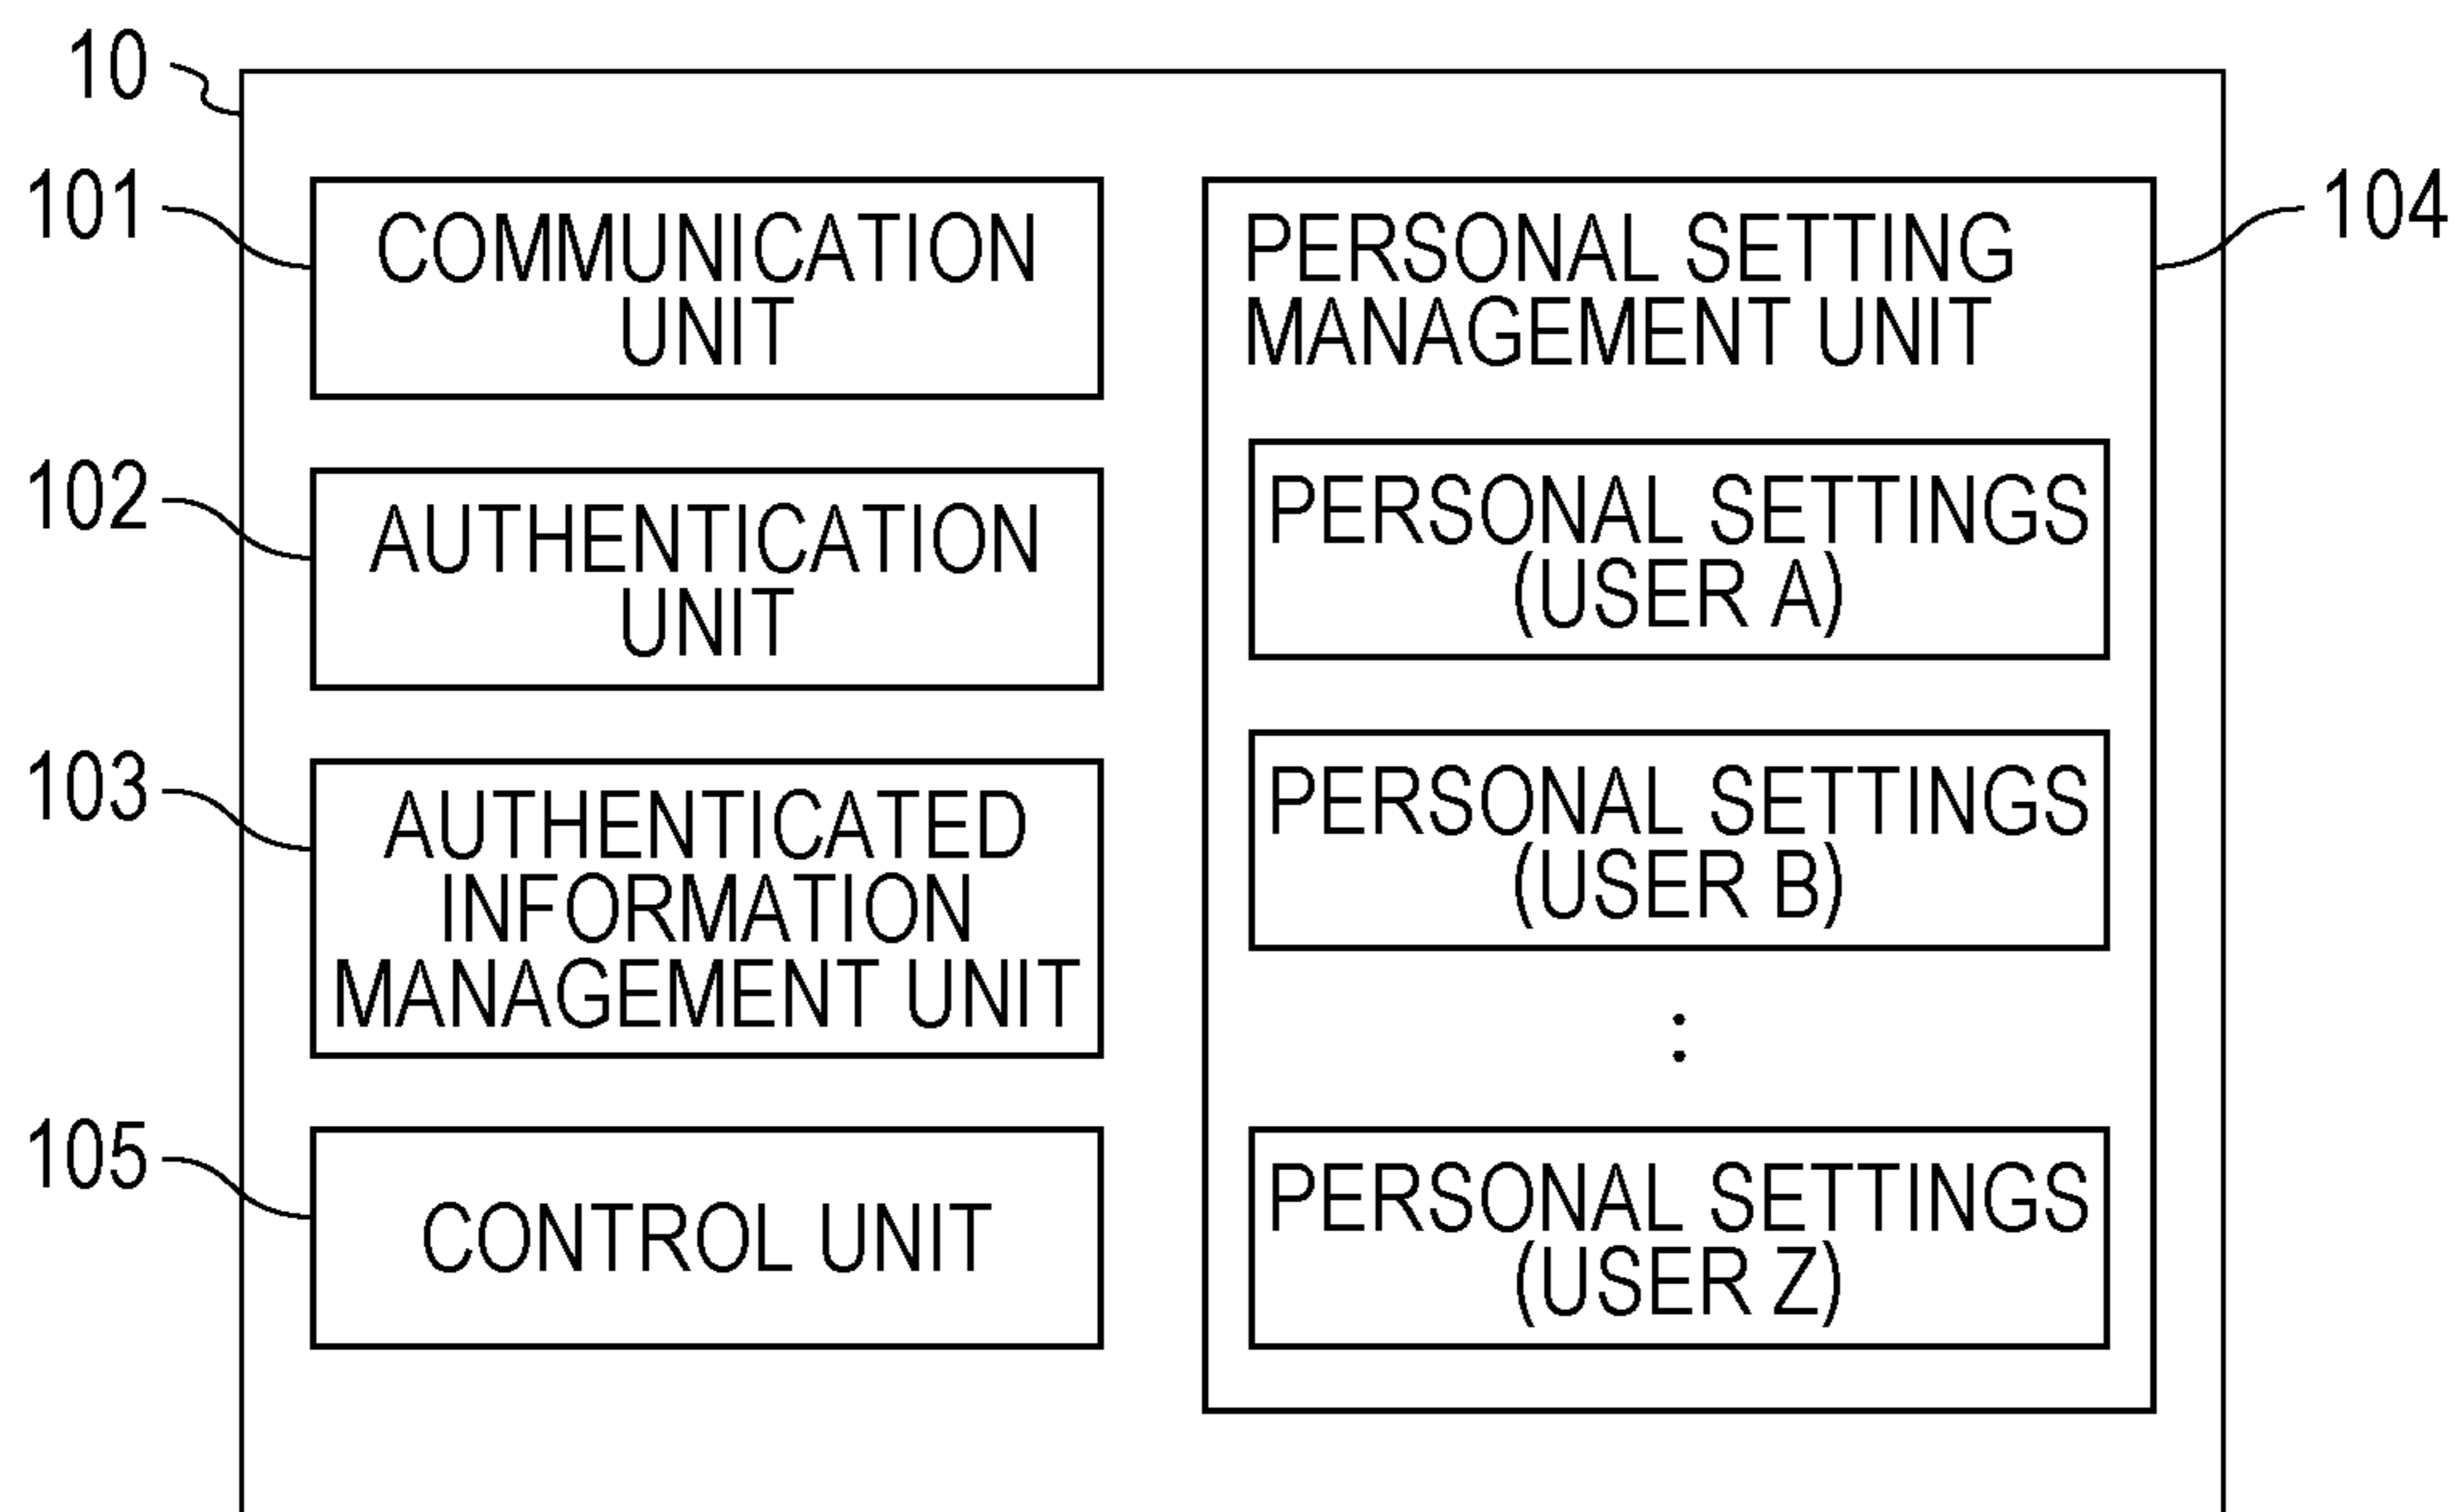 10
101
COMMUNICATION
UNIT
102
AUTHENTICATION
UNIT
103
AUTHENTICATED
INFORMATION
MANAGEMENT UNIT
105
CONTROL UNIT
104
PERSONAL SETTING
MANAGEMENT UNIT
PERSONAL SETTINGS
(USER A)
PERSONAL SETTINGS
(USER B)
:
PERSONAL SETTINGS
(USER Z)